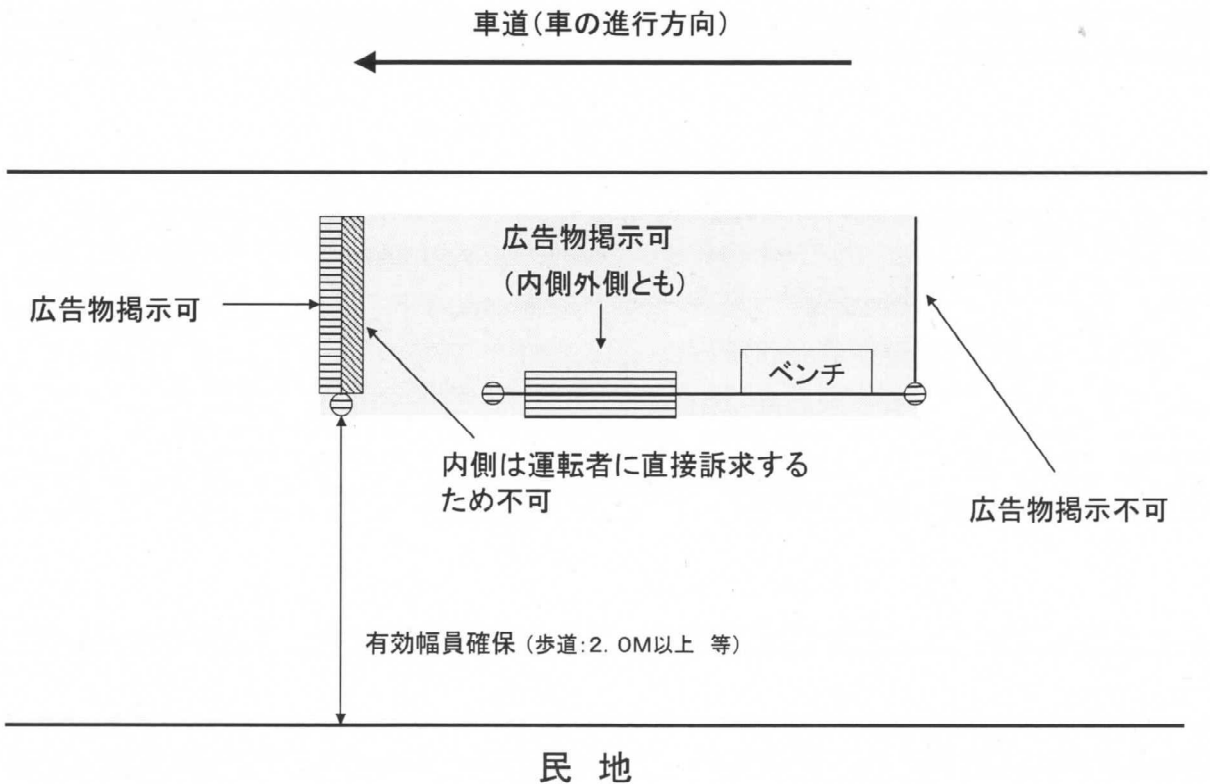 車道(車の進行方向)
広告物掲示可
(内側外側とも)
広告物掲示可
ベンチ
内側は運転者に直接訴求する
ため不可
広告物掲示不可
有効幅員確保 (歩道:2. 0M以上 等)
民 地